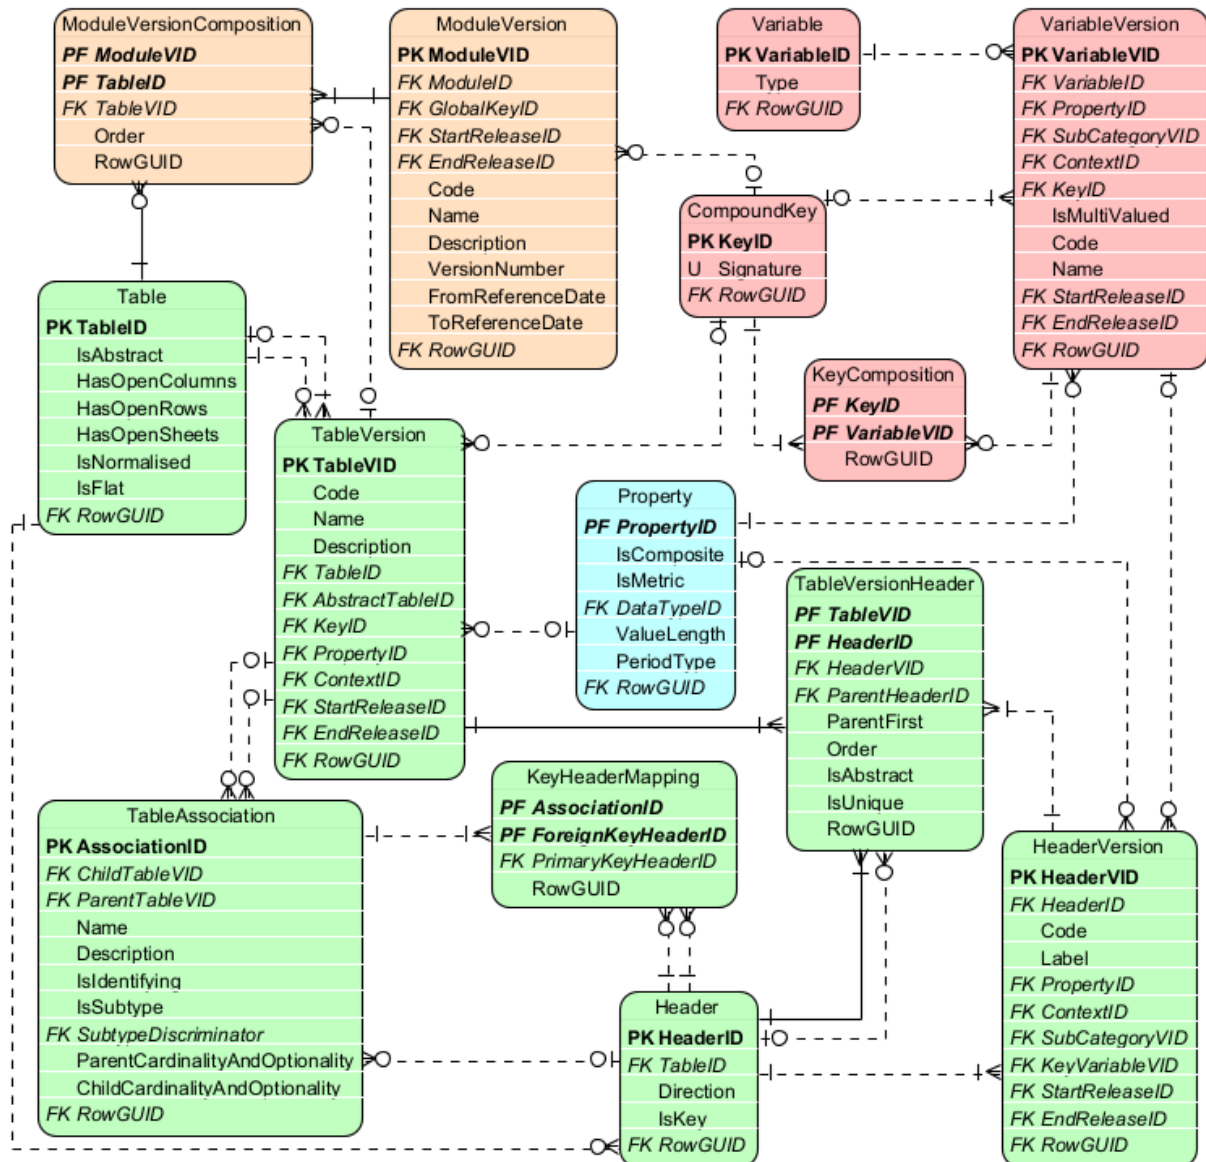 ModuleVersionComposition
PF ModuleVID
PF TableID
FK TableVID
Order
RowGUID
ModuleVersion
PK ModuleVID
FK ModuleID
FK GlobalKeyID
FK StartReleaseID
FK EndReleaseID
Code
Name
Description
VersionNumber
FromReferenceDate
ToReferenceDate
FK RowGUID
Variable
PK VariableID
Type
FK RowGUID
VariableVersion
PK VariableVID
FK VariableID
FK PropertyID
FK SubCategoryVID
FK ContextID
FK KeyID
IsMultiValued
Code
Name
FK StartReleaseID
FK EndReleaseID
FK RowGUID
CompoundKey
PK KeyID
U Signature
FK RowGUID
Table
PK TableID
IsAbstract
HasOpenColumns
HasOpenRows
HasOpenSheets
IsNormalised
IsFlat
FK RowGUID
KeyComposition
PF KeyID
PF VariableVID
RowGUID
TableVersion
PK TableVID
Code
Name
Description
FK TableID
FK AbstractTableID
FK KeyID
FK PropertyID
FK ContextID
FK StartReleaseID
FK EndReleaseID
FK RowGUID
Property
PF PropertyID
IsComposite
IsMetric
FK DataTypeID
ValueLength
PeriodType
FK RowGUID
TableVersionHeader
PF TableVID
PF HeaderID
FK HeaderVID
FK ParentHeaderID
ParentFirst
Order
IsAbstract
IsUnique
RowGUID
KeyHeaderMapping
PF AssociationID
PF ForeignKeyHeaderID
FK PrimaryKeyHeaderID
RowGUID
TableAssociation
PK AssociationID
FK ChildTableVID
FK ParentTableVID
Name
Description
IsIdentifying
IsSubtype
FK SubtypeDiscriminator
ParentCardinalityAndOptionality
ChildCardinalityAndOptionality
FK RowGUID
Header
PK HeaderID
FK TableID
Direction
IsKey
FK RowGUID
HeaderVersion
PK HeaderVID
FK HeaderID
Code
Label
FK PropertyID
FK ContextID
FK SubCategoryVID
FK KeyVariableVID
FK StartReleaseID
FK EndReleaseID
FK RowGUID